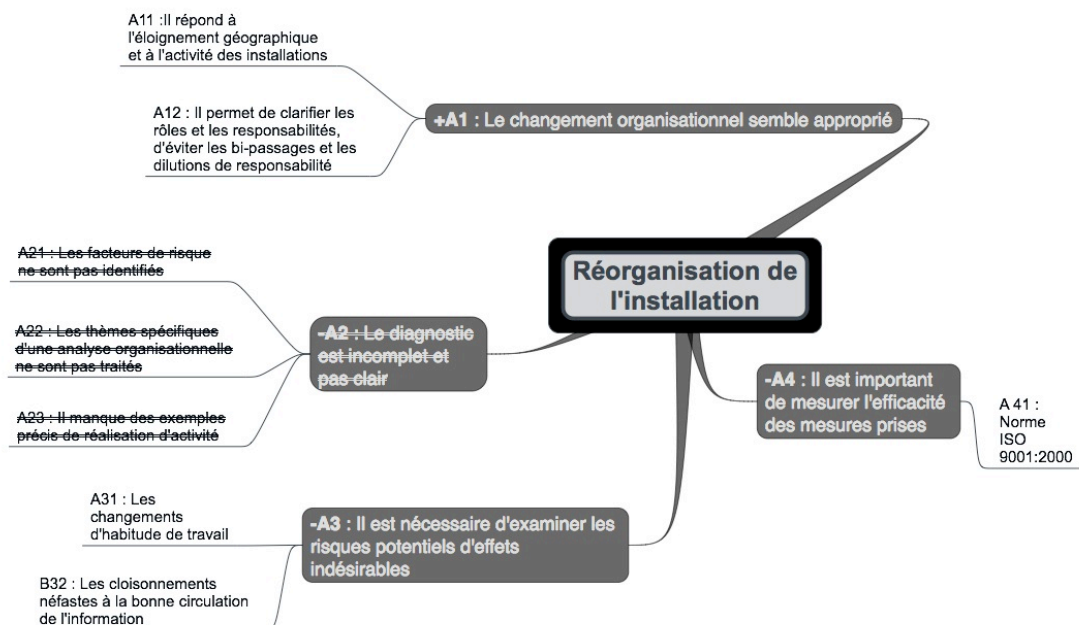 A11 :Il répond à
l'éloignement géographique
et à l'activité des installations
A12 : Il permet de clarifier les
rôles et les responsabilités,
d'éviter les bi-passages et les
dilutions de responsabilité
+A1 : Le changement organisationnel semble approprié
Réorganisation de
l'installation
A21 : Les facteurs de risque
ne sont pas identifiés
A22 : Les thèmes spécifiques
d'une analyse organisationnelle
ne sont pas traités
A23 : Il manque des exemples
précis de réalisation d'activité
-A2 : Le diagnostic
est incomplet et
pas clair
-A4 : Il est important
de mesurer l'efficacité
des mesures prises
A 41 :
Norme
ISO
9001:2000
A31 : Les
changements
d'habitude de travail
B32 : Les cloisonnements
néfastes à la bonne circulation
de l'information
-A3 : Il est nécessaire d'examiner les
risques potentiels d'effets
indésirables